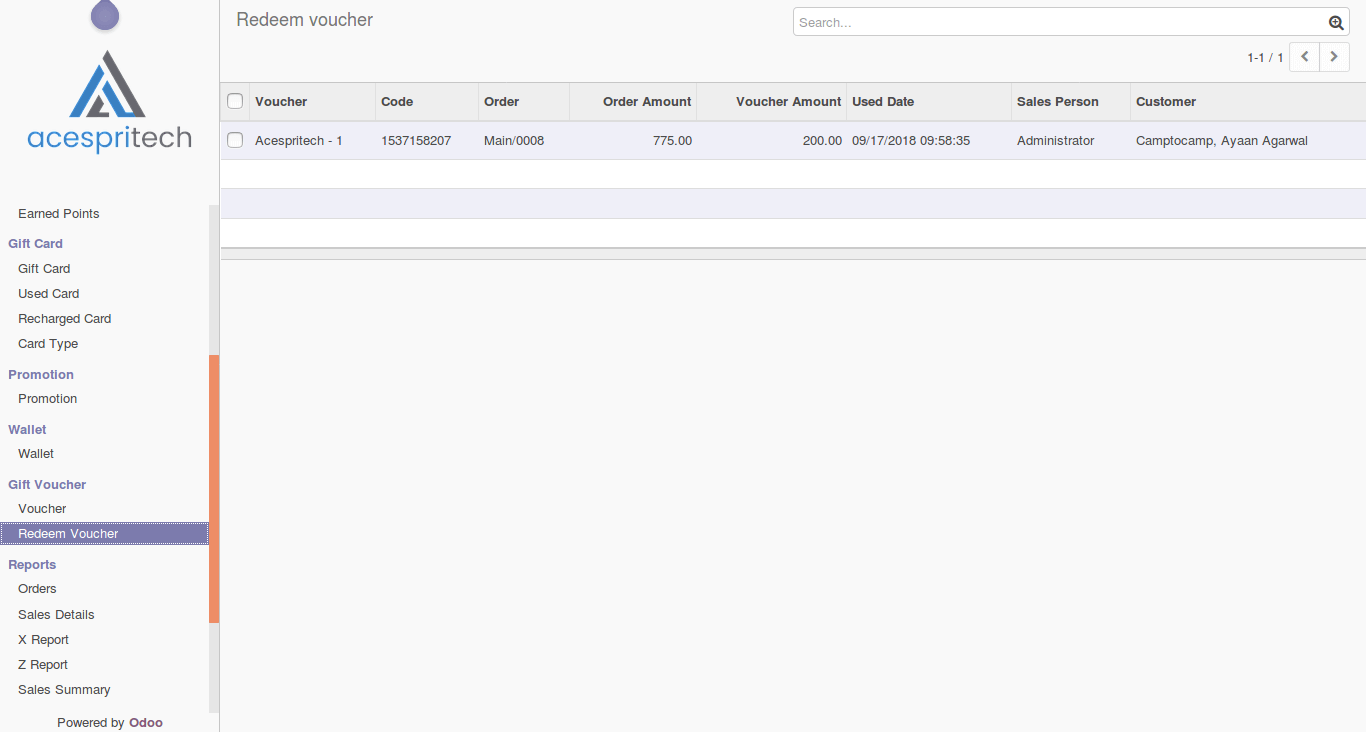 acespritech
Earned Points
Gift Card
Gift Card
Used Card
Recharged Card
Card Type
Promotion
Promotion
Wallet
Wallet
Gift Voucher
Voucher
Redeem Voucher
Reports
Orders
Sales Details
X Report
Z Report
Sales Summary
Powered by Odoo
Redeem voucher
Search...
1-1 / 1
Voucher Code Order Order Amount Voucher Amount Used Date Sales Person Customer
Acespritech - 1 1537158207 Main/0008 775.00 200.00 09/17/2018 09:58:35 Administrator Camptocamp, Ayaan Agarwal